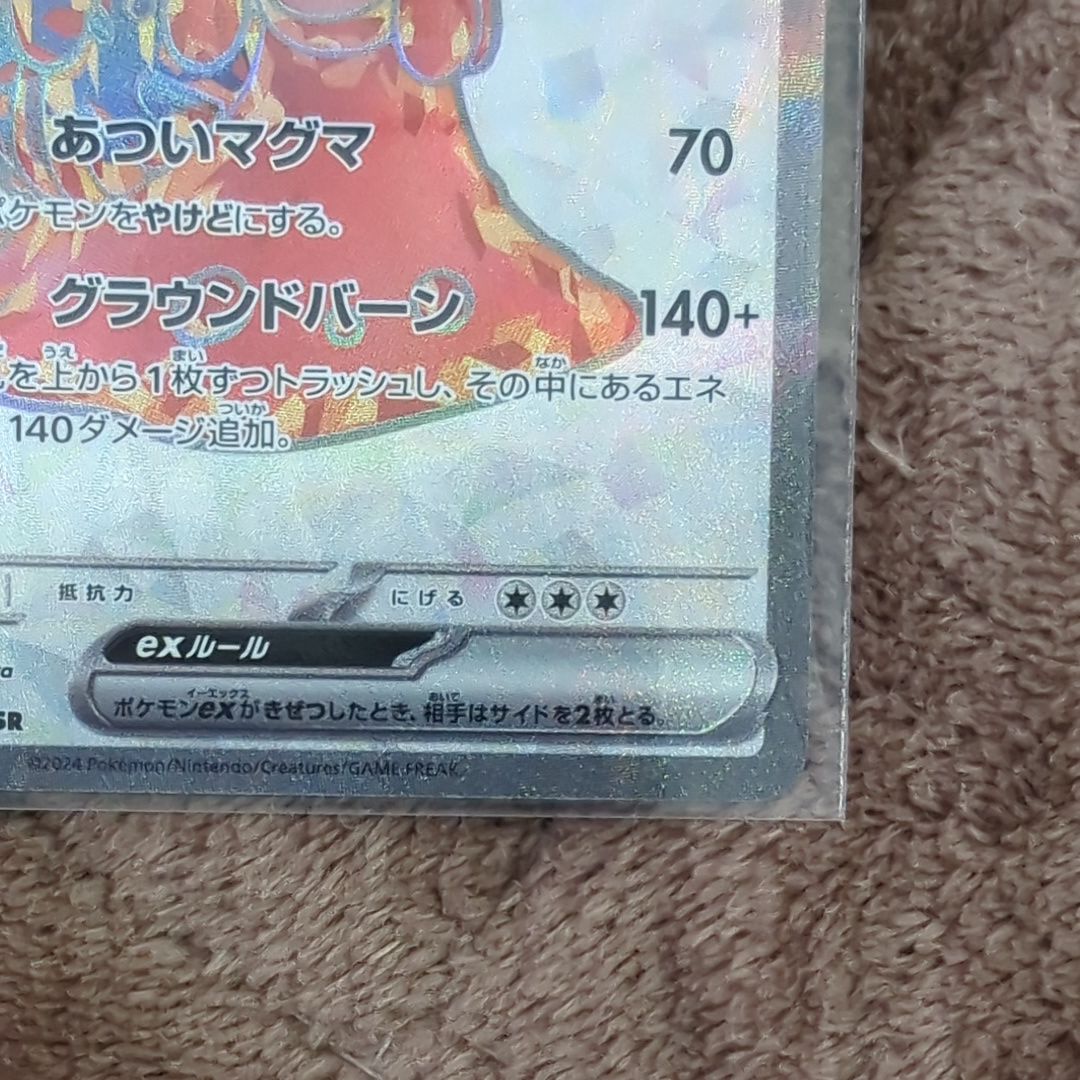 あついマグマ 70
ポケモンをやけどにする。
グラウンドバーン 140+
を上から1枚ずつトラッシュし、その中にあるエネ
140ダメージ追加。
抵抗力 にげる
exルール
ポケモンexがきぜつしたとき、相手はサイドを2枚とる。
SR
©2024 Pokémon/Nintendo/Creatures/GAME FREAK